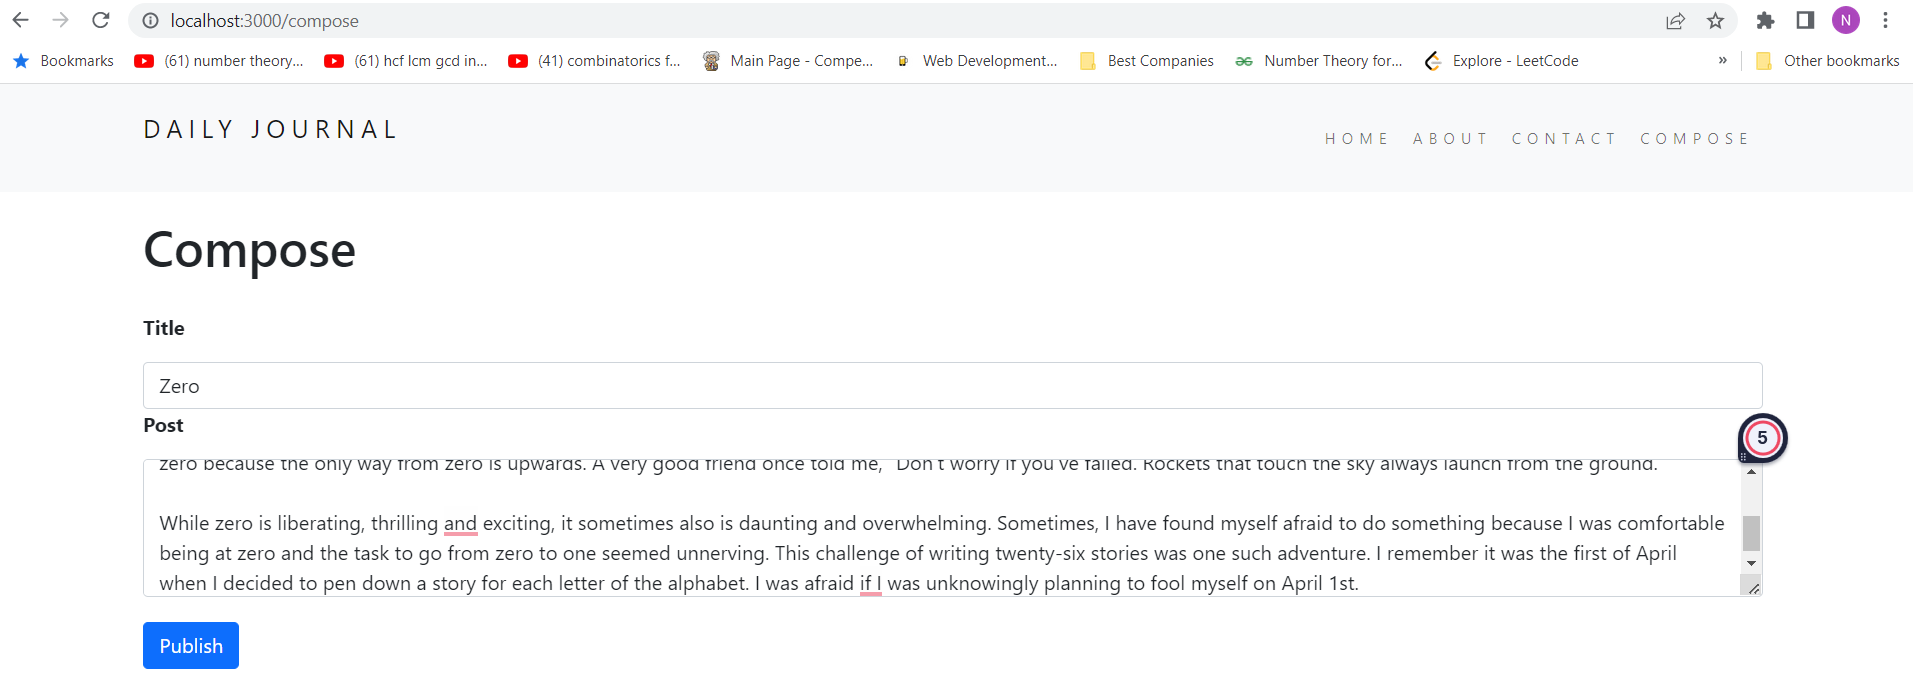 localhost:3000/compose
N
Bookmarks (61) number theory... (61) hcf lcm gcd in... (41) combinatorics f... Main Page - Compe... Web Development... Best Companies Number Theory for... Explore - LeetCode » Other bookmarks
DAILY JOURNAL
HOME ABOUT CONTACT COMPOSE
Compose
Title
Zero
Post
5
zero because the only way from zero is upwards. A very good friend once told me, "Don't worry if you've failed. Rockets that touch the sky always launch from the ground.
While zero is liberating, thrilling and exciting, it sometimes also is daunting and overwhelming. Sometimes, I have found myself afraid to do something because I was comfortable
being at zero and the task to go from zero to one seemed unnerving. This challenge of writing twenty-six stories was one such adventure. I remember it was the first of April
when I decided to pen down a story for each letter of the alphabet. I was afraid if I was unknowingly planning to fool myself on April 1st.
Publish